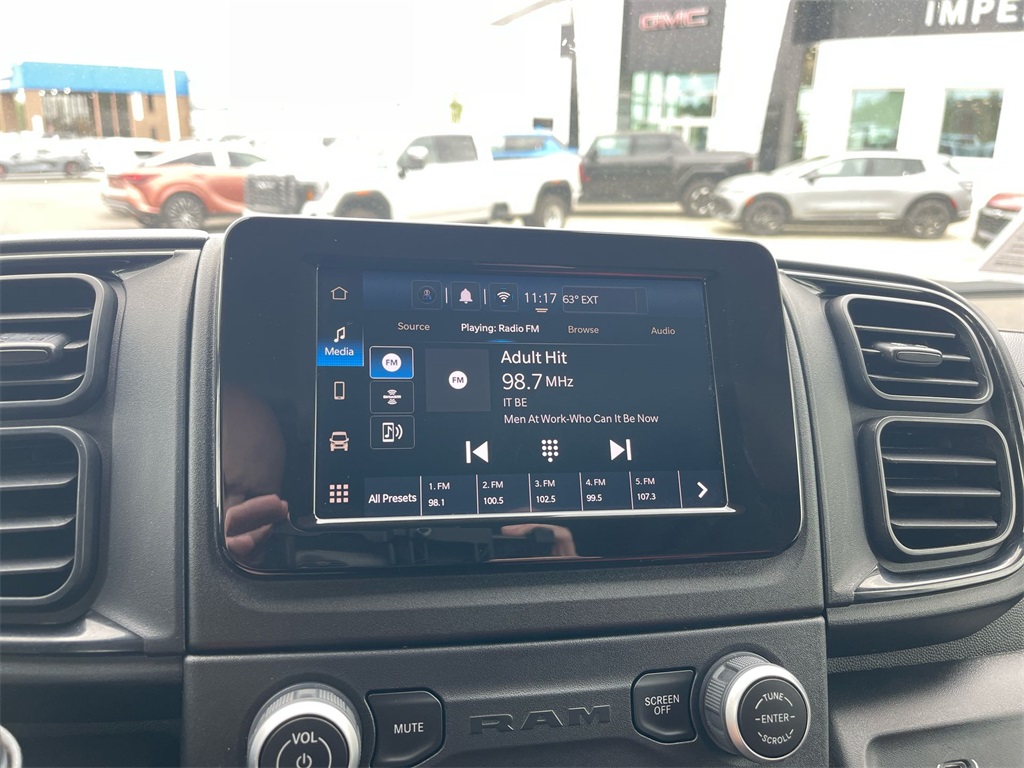 GMC
IMPE
11:17
63° EXT
Source
Playing: Radio FM
Browse
Audio
Media
FM
FM
Adult Hit
98.7 MHz
IT BE
Men At Work-Who Can It Be Now
All Presets
1. FM
98.1
2. FM
100.5
3. FM
102.5
4. FM
99.5
5. FM
107.3
VOL
MUTE
RAM
SCREEN
OFF
TUNE
ENTER
SCROLL